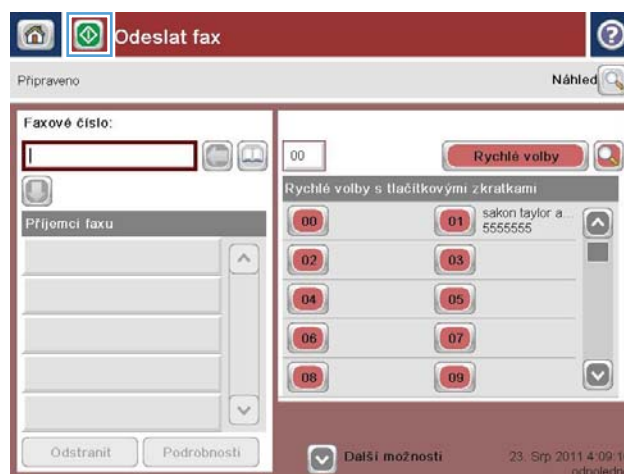 Odeslat fax
Připraveno
Náhled
Faxové číslo:
Příjemci faxu
Odstranit
Podrobnosti
00
Rychlé volby
Rychlé volby s tlačítkovými zkratkami
00
01
sakon taylor a...
5555555
02
03
04
05
06
07
08
09
Další možnosti
23. Srp 2011 4:09:1
odpoledn